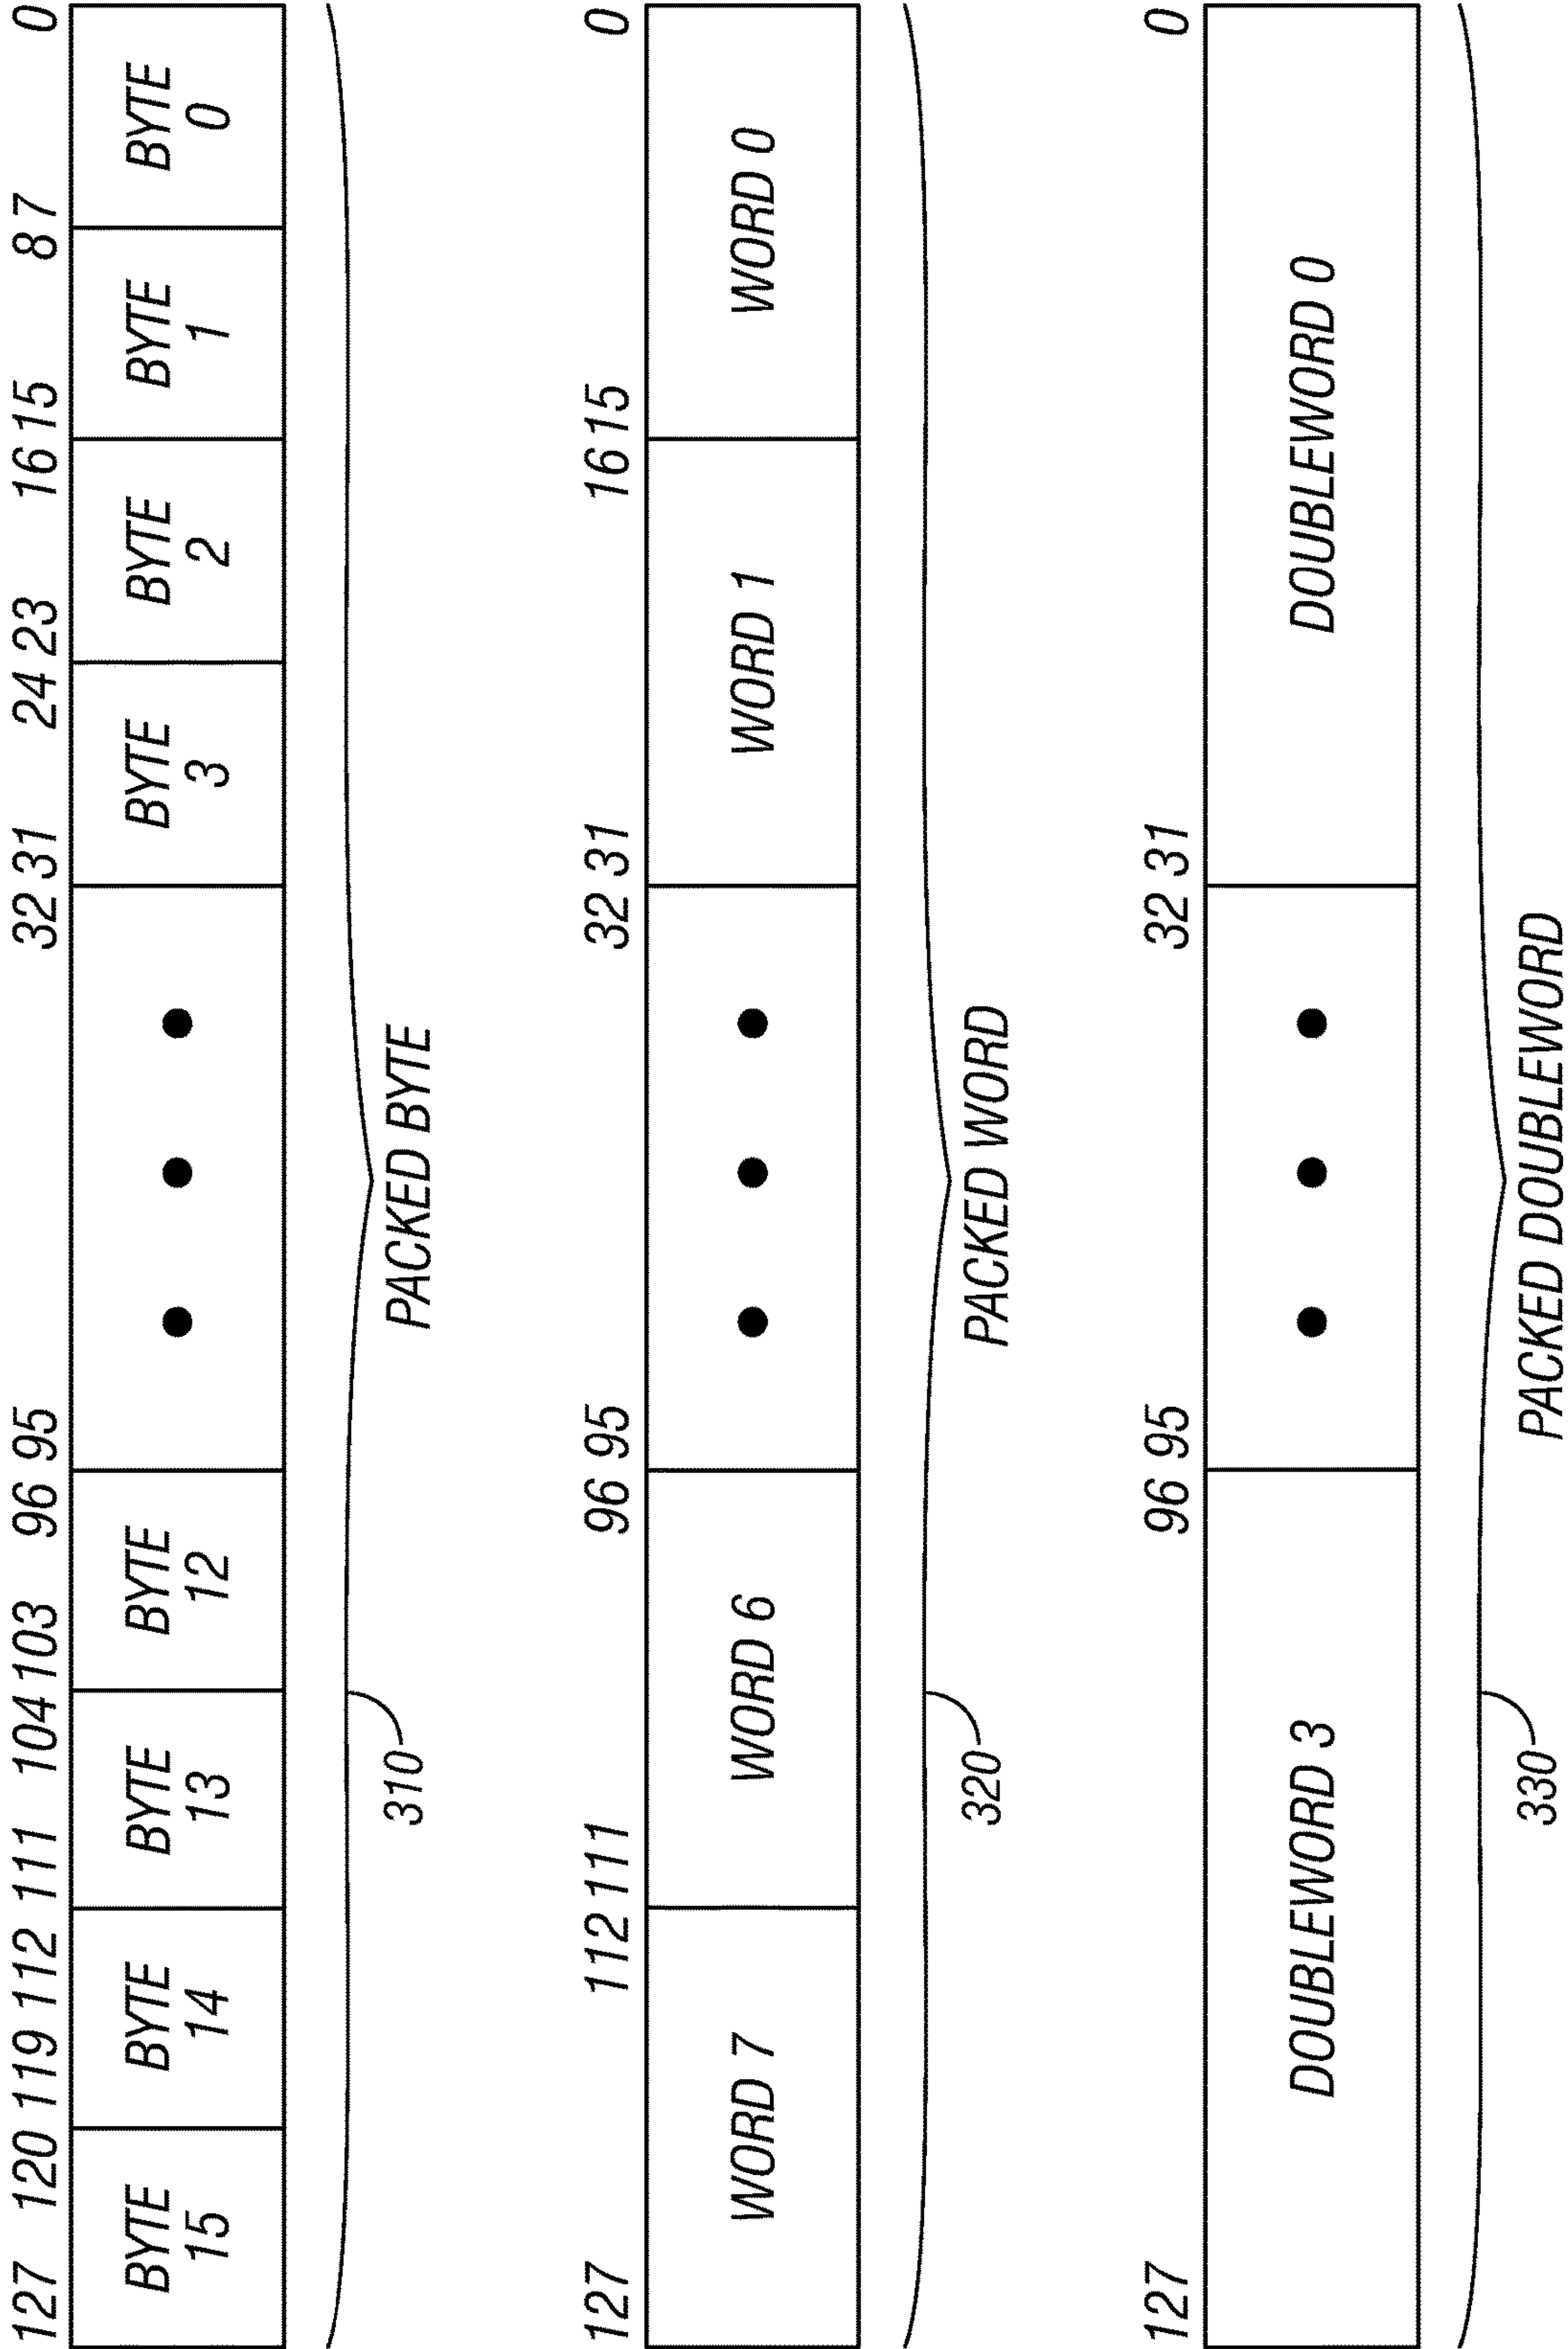 127 120 119 112 111 104 103 96 95 32 31 24 23 16 15 8 7 0
BYTE 15 BYTE 14 BYTE 13 BYTE 12 BYTE 3 BYTE 2 BYTE 1 BYTE 0
310 PACKED BYTE
127 112 111 96 95 32 31 16 15 0
WORD 7 WORD 6 WORD 1 WORD 0
320 PACKED WORD
127 96 95 32 31 0
DOUBLEWORD 3 DOUBLEWORD 0
330 PACKED DOUBLEWORD